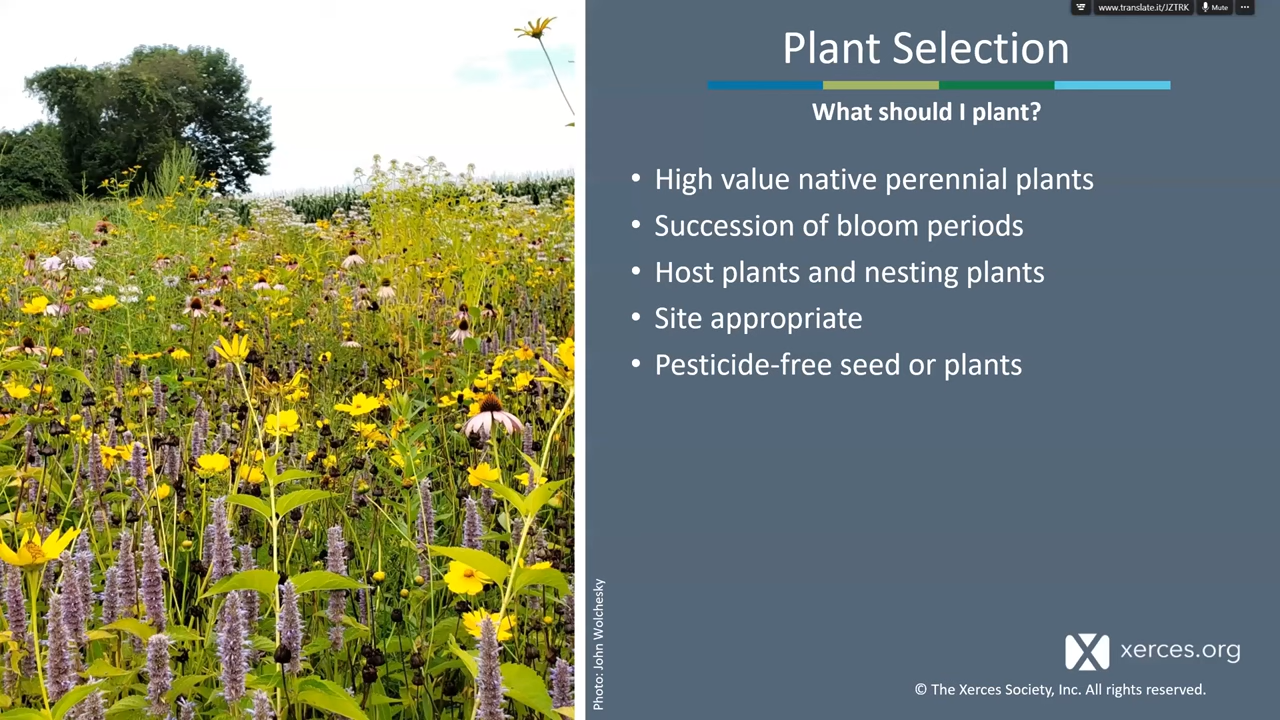 www.translate.it/JZTRK
Mute
Plant Selection
What should I plant?
• High value native perennial plants
• Succession of bloom periods
• Host plants and nesting plants
• Site appropriate
• Pesticide-free seed or plants
Photo: John Wolchesky
xerces.org
© The Xerces Society, Inc. All rights reserved.